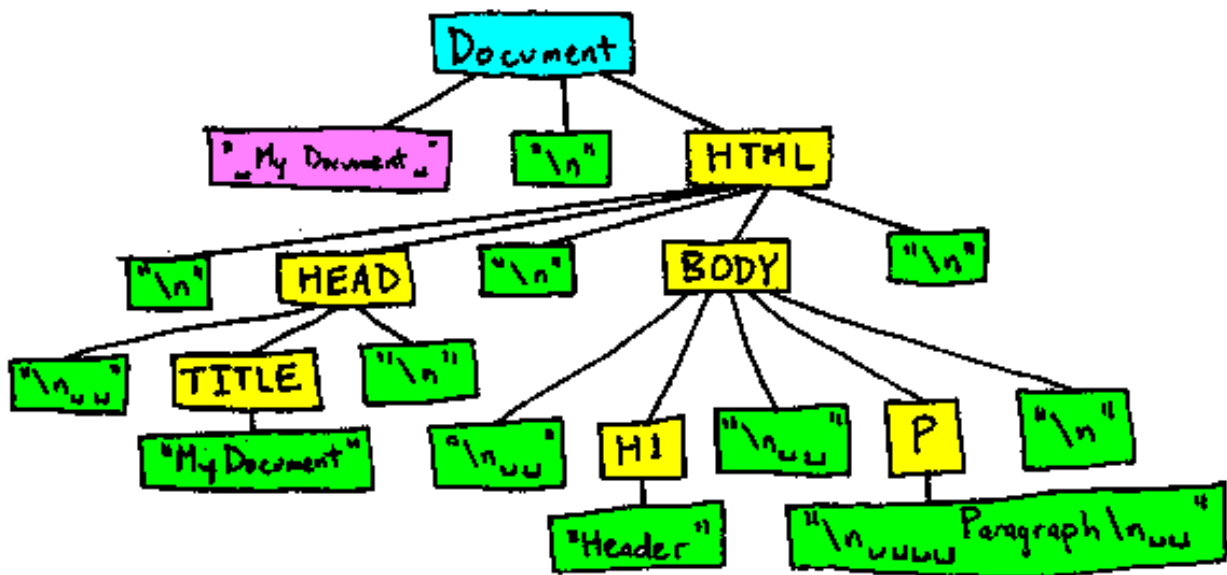 Document
"␣My Document␣"
"\n"
HTML
"\n"
HEAD
"\n"
BODY
"\n"
"\n␣␣"
TITLE
"\n"
"\n␣␣"
H1
"\n␣␣"
P
"\n"
"My Document"
"Header"
"\n␣␣␣␣Paragraph\n␣␣"